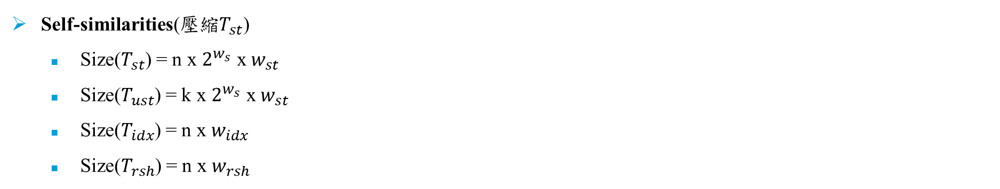 ➢ Self-similarities(壓縮T_st)
▪ Size(T_st) = n x 2^{w_s} x w_st
▪ Size(T_ust) = k x 2^{w_s} x w_st
▪ Size(T_idx) = n x w_idx
▪ Size(T_rsh) = n x w_rsh